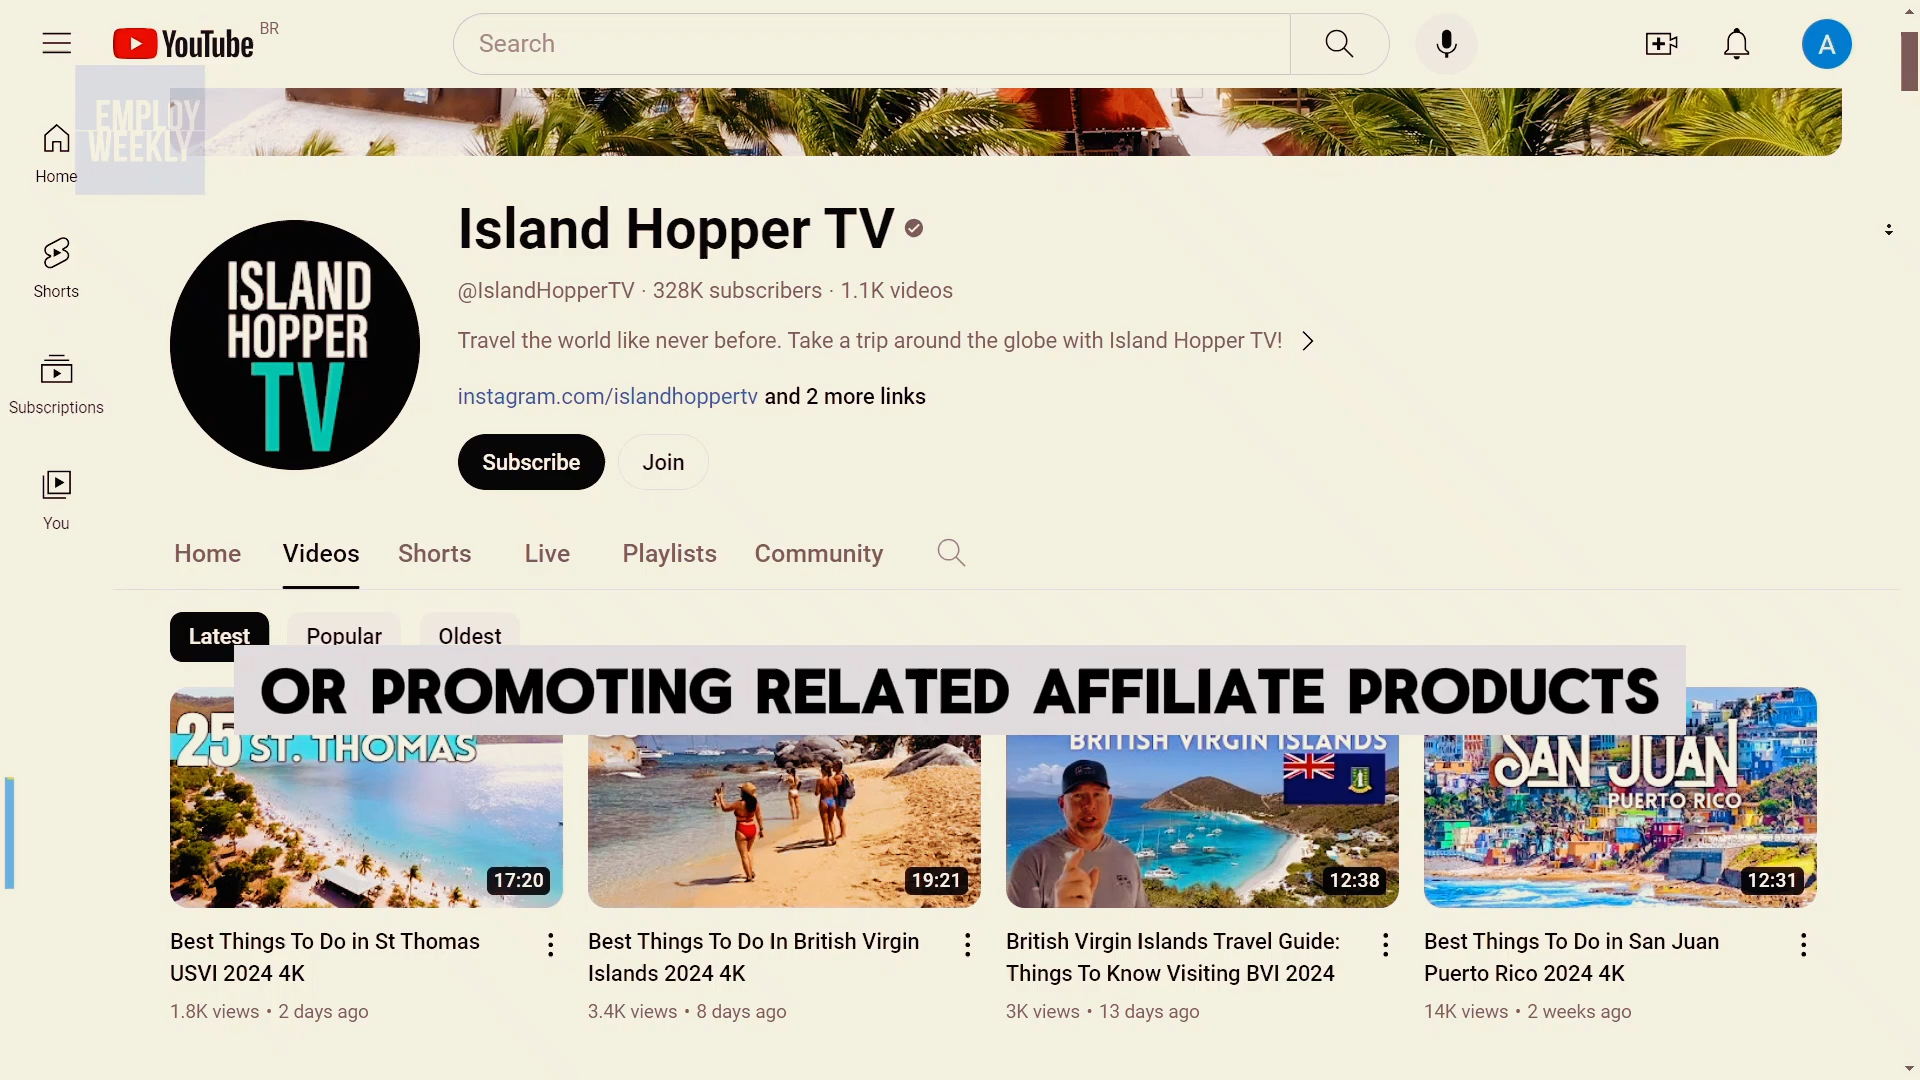 YouTube BR
Search
EMPLOY
WEEKLY
Home
Shorts
Subscriptions
You
ISLAND
HOPPER
TV
Island Hopper TV
@IslandHopperTV · 328K subscribers · 1.1K videos
Travel the world like never before. Take a trip around the globe with Island Hopper TV!
instagram.com/islandhoppertv and 2 more links
Subscribe Join
Home Videos Shorts Live Playlists Community
Latest Popular Oldest
OR PROMOTING RELATED AFFILIATE PRODUCTS
25 ST. THOMAS
BRITISH VIRGIN ISLANDS
SAN JUAN
PUERTO RICO
17:20 19:21 12:38 12:31
Best Things To Do in St Thomas
USVI 2024 4K
1.8K views • 2 days ago
Best Things To Do In British Virgin
Islands 2024 4K
3.4K views • 8 days ago
British Virgin Islands Travel Guide:
Things To Know Visiting BVI 2024
3K views • 13 days ago
Best Things To Do in San Juan
Puerto Rico 2024 4K
14K views • 2 weeks ago
A